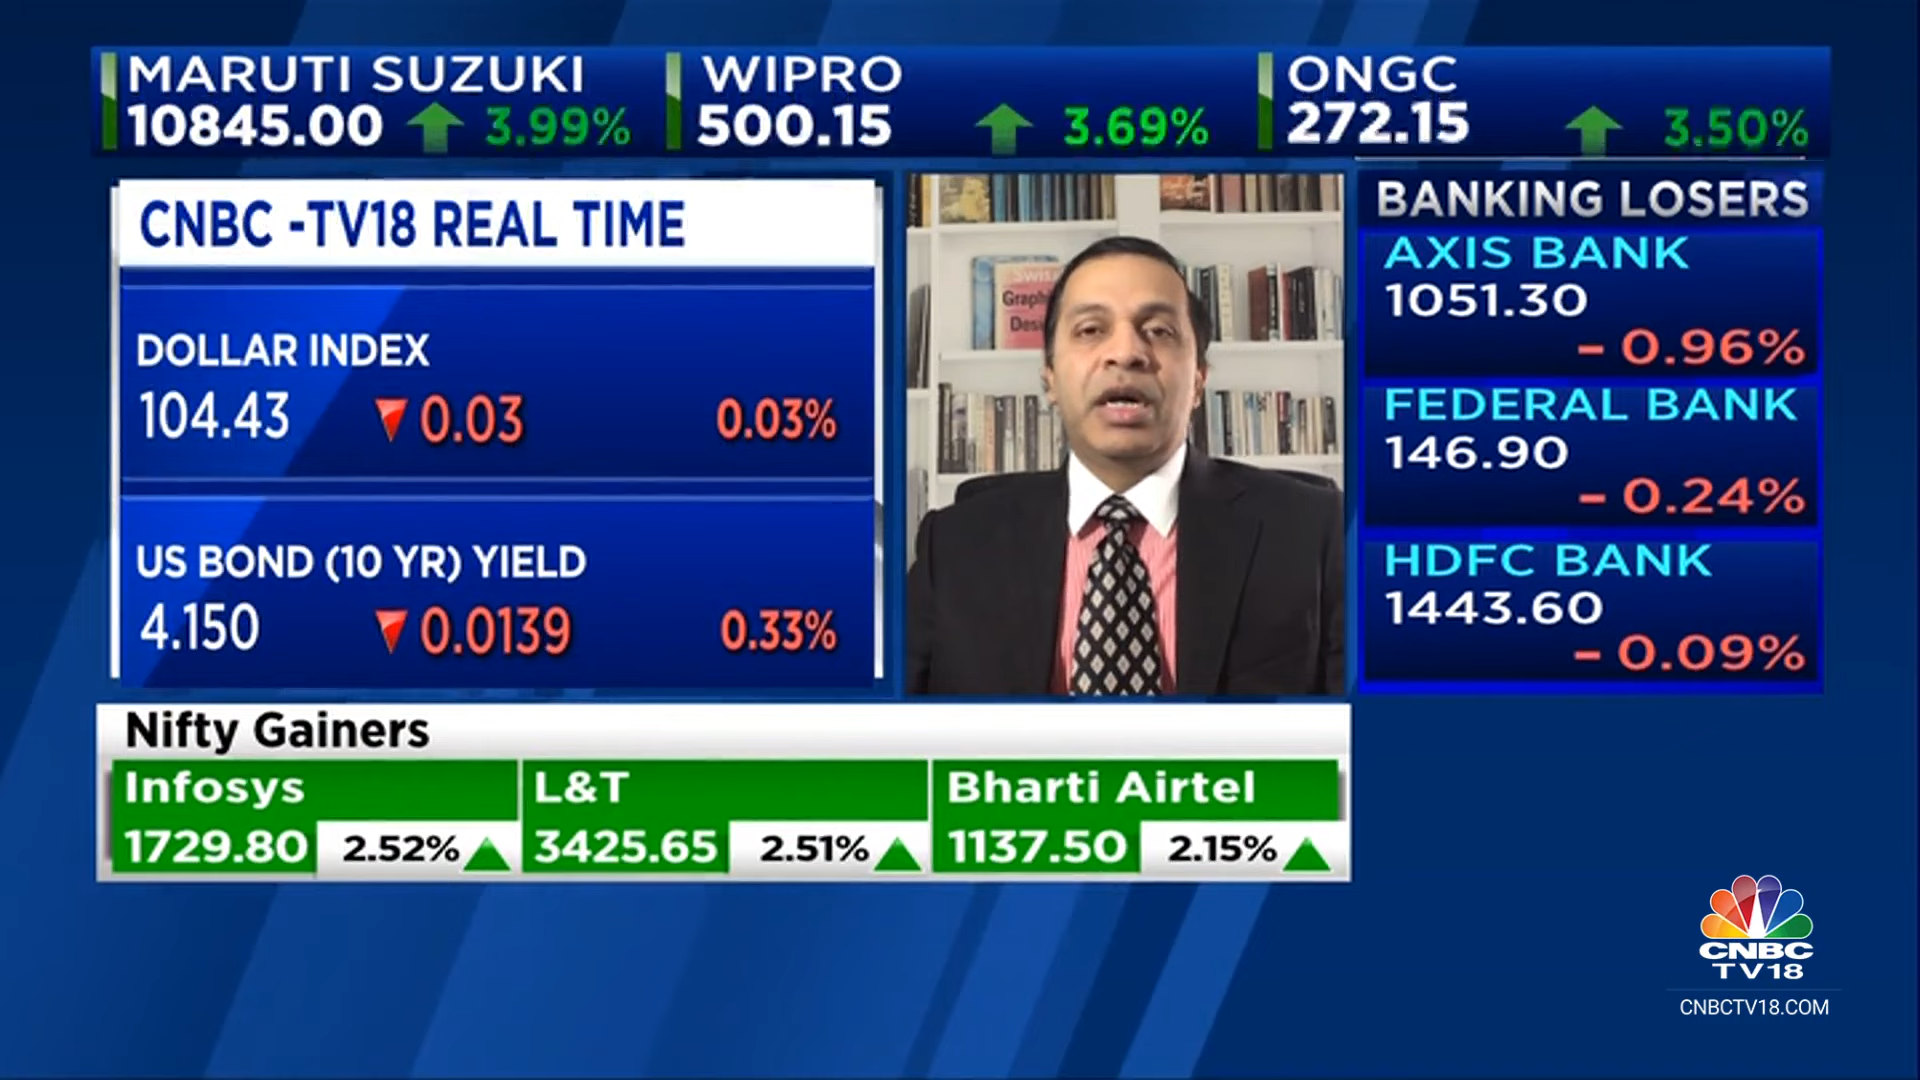 MARUTI SUZUKI
10845.00 3.99%
WIPRO
500.15 3.69%
ONGC
272.15 3.50%
CNBC -TV18 REAL TIME
DOLLAR INDEX
104.43 ▼ 0.03 0.03%
US BOND (10 YR) YIELD
4.150 ▼ 0.0139 0.33%
Swiss
Graphic
Design
BANKING LOSERS
AXIS BANK
1051.30
- 0.96%
FEDERAL BANK
146.90
- 0.24%
HDFC BANK
1443.60
- 0.09%
Nifty Gainers
Infosys
1729.80 2.52%
L&T
3425.65 2.51%
Bharti Airtel
1137.50 2.15%
CNBC
TV18
CNBCTV18.COM